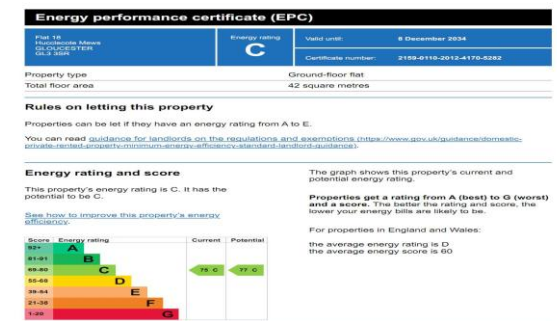 Energy performance certificate (EPC)
Flat 16
Hucclecote Mews
GLOUCESTER
GL3 3SR
Energy rating
C
Valid until: 8 December 2034
Certificate number: 2159-0110-2012-4170-5282
Property type Ground-floor flat
Total floor area 42 square metres
Rules on letting this property
Properties can be let if they have an energy rating from A to E.
You can read guidance for landlords on the regulations and exemptions (https://www.gov.uk/guidance/domestic-
private-rented-property-minimum-energy-efficiency-standard-landlord-guidance).
Energy rating and score
This property's energy rating is C. It has the
potential to be C.
See how to improve this property's energy
efficiency.
Score Energy rating Current Potential
92+ A
81-91 B
69-80 C 75 C 77 C
55-68 D
39-54 E
21-38 F
1-20 G
The graph shows this property's current and
potential energy rating.
Properties get a rating from A (best) to G (worst)
and a score. The better the rating and score, the
lower your energy bills are likely to be.
For properties in England and Wales:
the average energy rating is D
the average energy score is 60